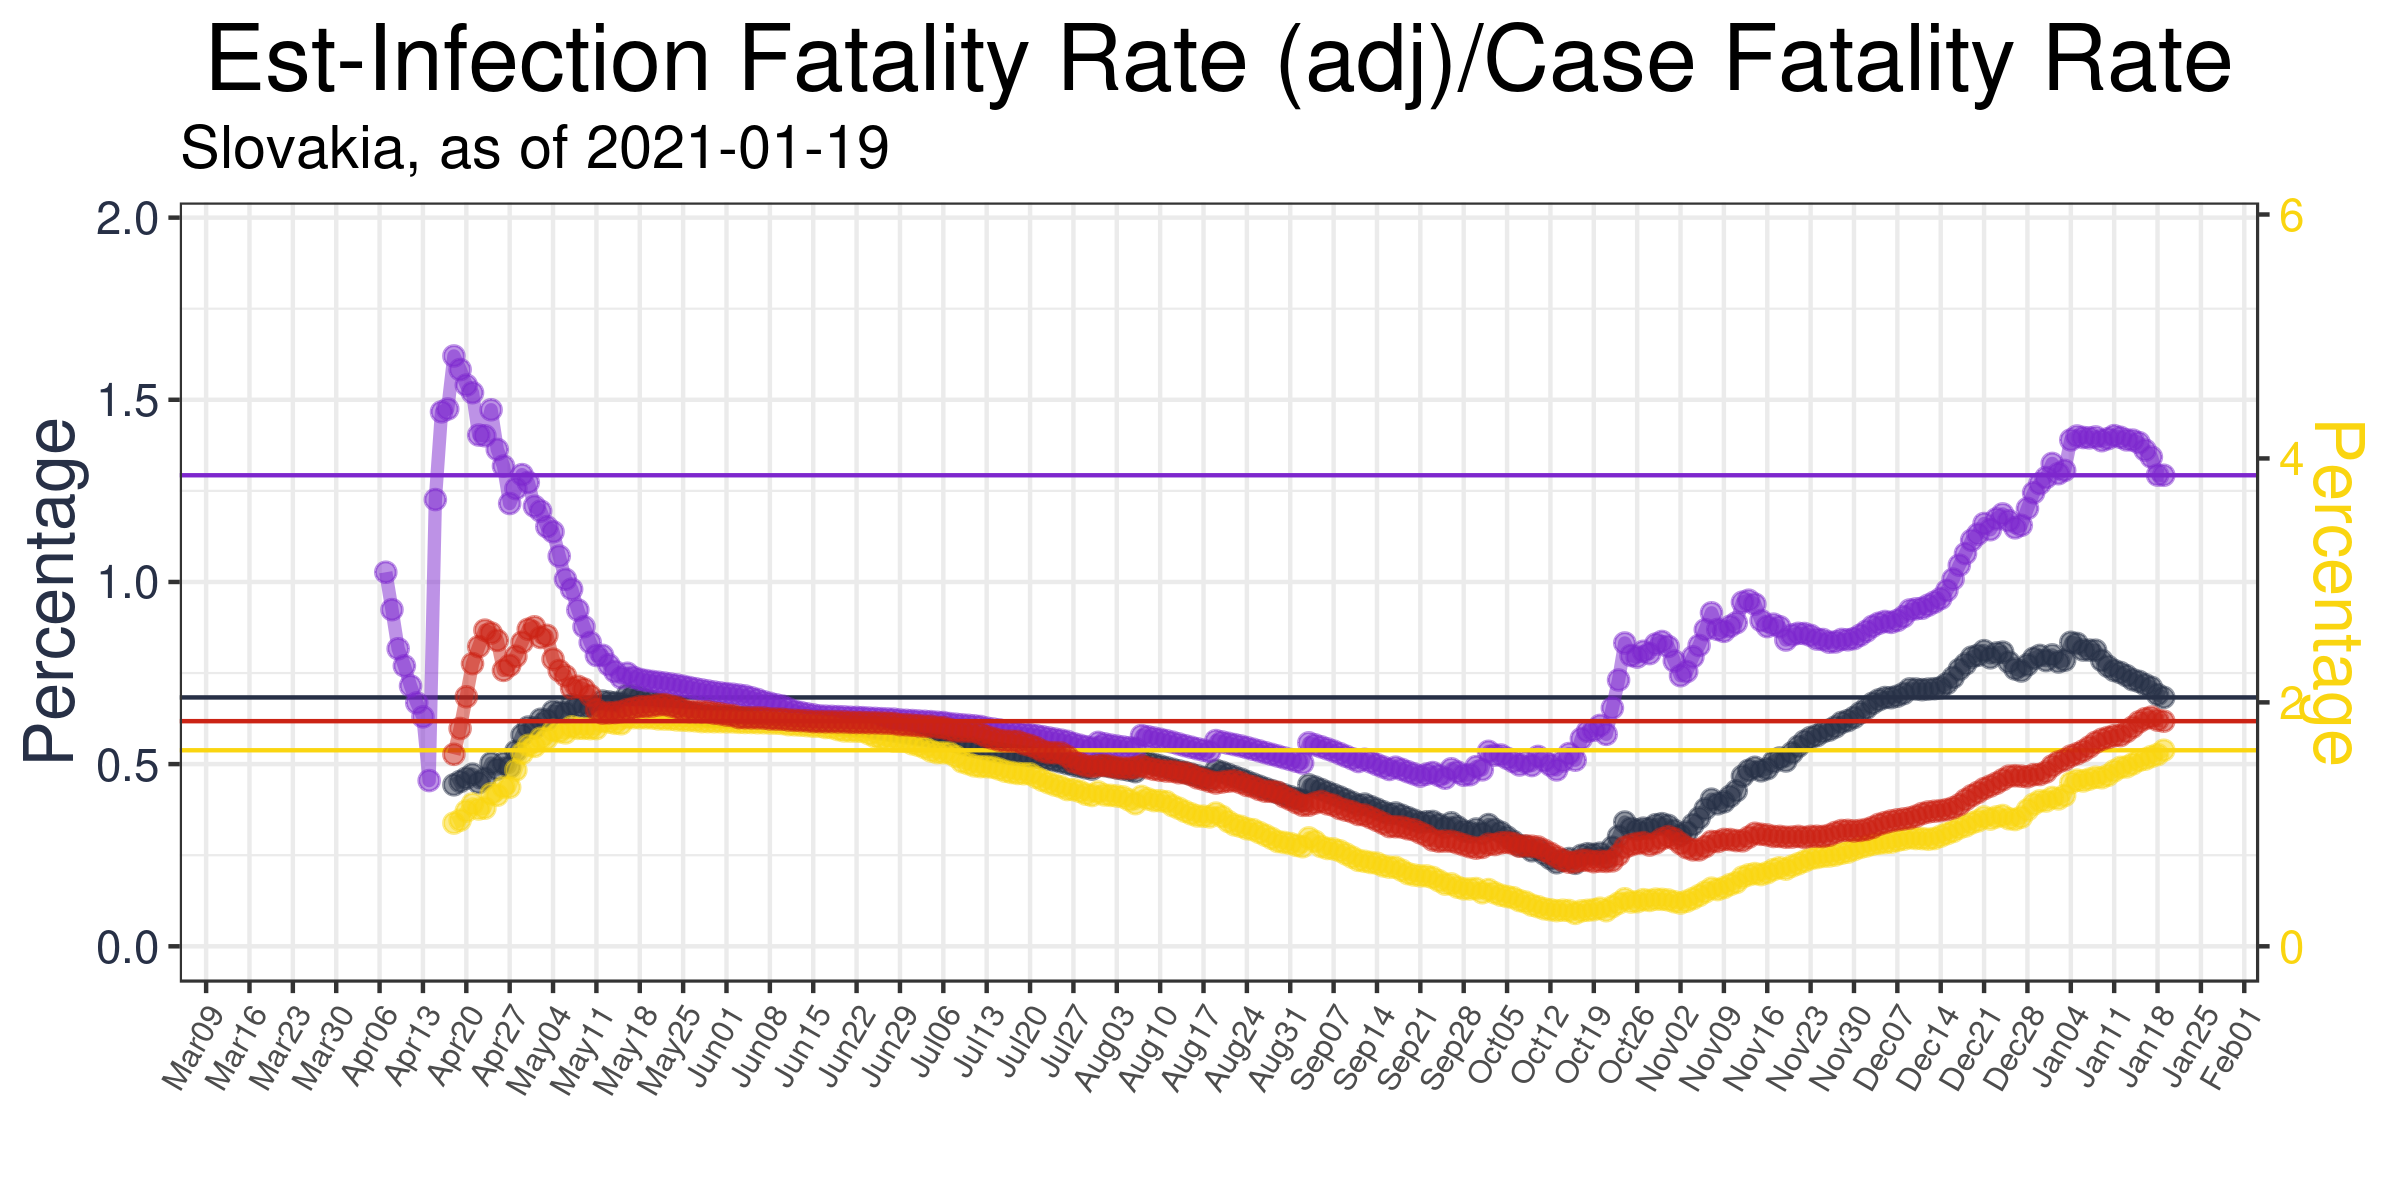 Est-Infection Fatality Rate (adj)/Case Fatality Rate
Slovakia, as of 2021-01-19
Percentage
2.0
1.5
1.0
0.5
0.0
6
4
2
0
Percentage
Mar09 Mar16 Mar23 Mar30 Apr06 Apr13 Apr20 Apr27 May04 May11 May18 May25 Jun01 Jun08 Jun15 Jun22 Jun29 Jul06 Jul13 Jul20 Jul27 Aug03 Aug10 Aug17 Aug24 Aug31 Sep07 Sep14 Sep21 Sep28 Oct05 Oct12 Oct19 Oct26 Nov02 Nov09 Nov16 Nov23 Nov30 Dec07 Dec14 Dec21 Dec28 Jan04 Jan11 Jan18 Jan25 Feb01